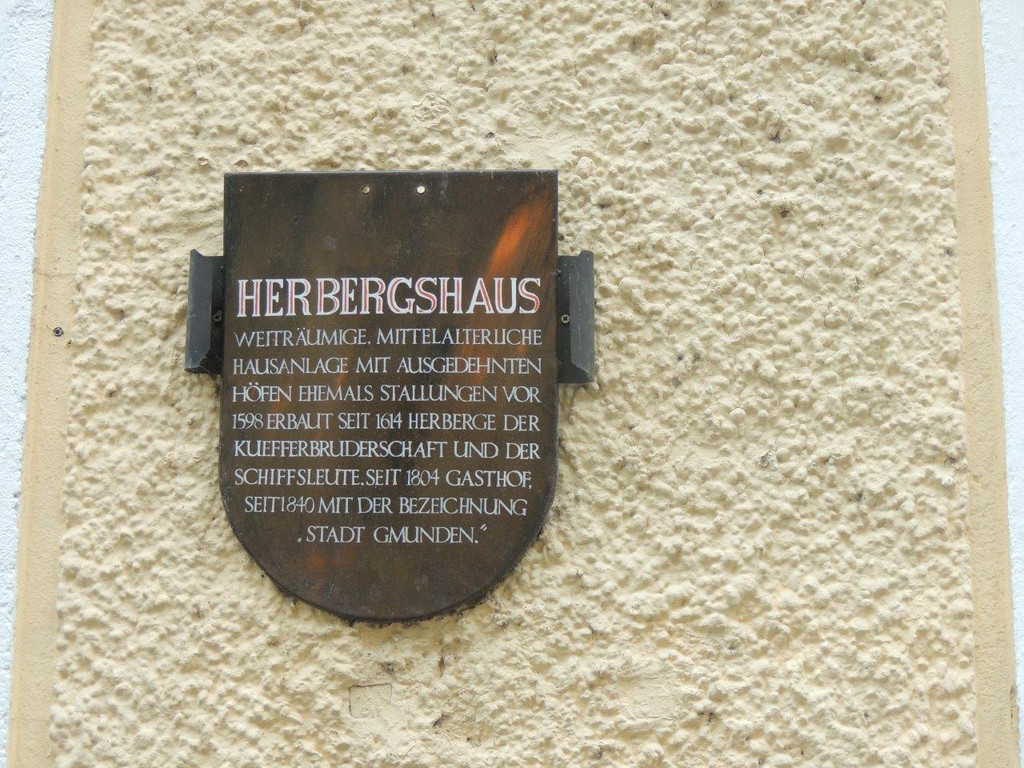 HERBERGSHAUS
WEITRÄUMIGE. MITTELALTERLICHE
HAUSANLAGE MIT AUSGEDEHNTEN
HÖFEN EHEMALS STALLUNGEN VOR
1598 ERBAUT SEIT 1614 HERBERGE DER
KUEFFERBRUDERSCHAFT UND DER
SCHIFFSLEUTE. SEIT 1804 GASTHOF,
SEIT 1840 MIT DER BEZEICHNUNG
„STADT GMUNDEN.“